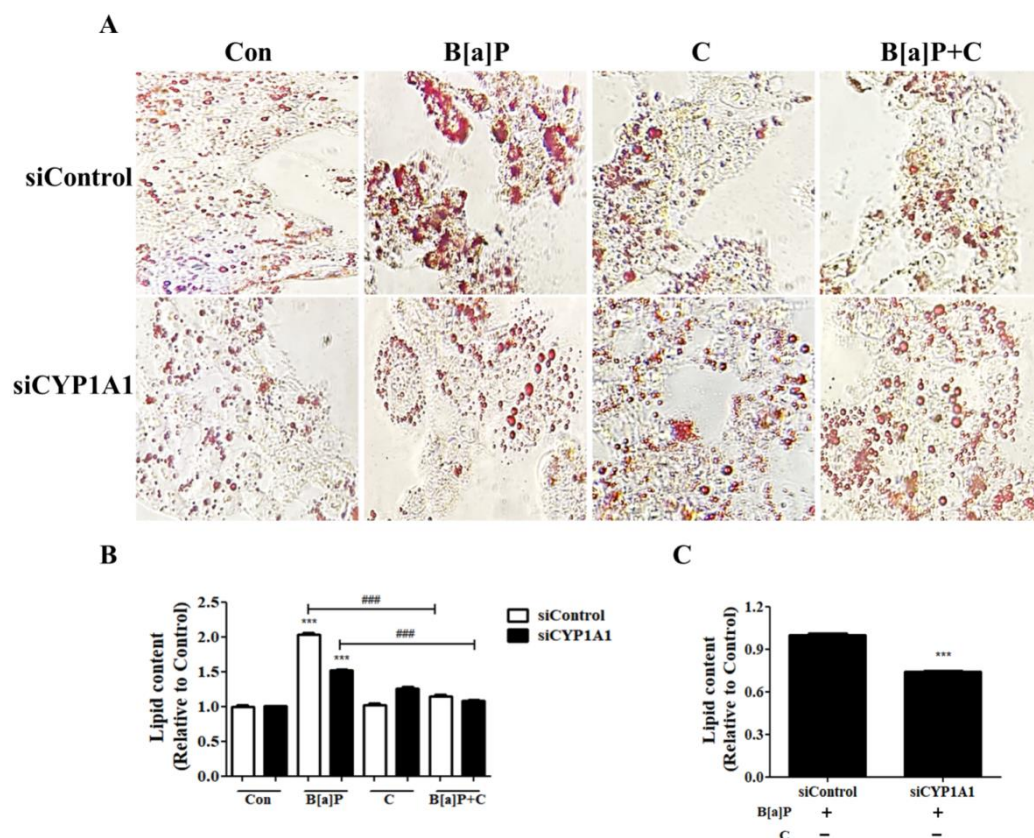 A
Con B[a]P C B[a]P+C
siControl
siCYP1A1
B
C
Lipid content
(Relative to Control)
2.5
2.0
1.5
1.0
0.5
0.0
***
***
###
###
siControl
siCYP1A1
Con B[a]P C B[a]P+C
Lipid content
(Relative to Control)
1.2
0.9
0.6
0.3
0.0
***
siControl siCYP1A1
B[a]P + +
C − −